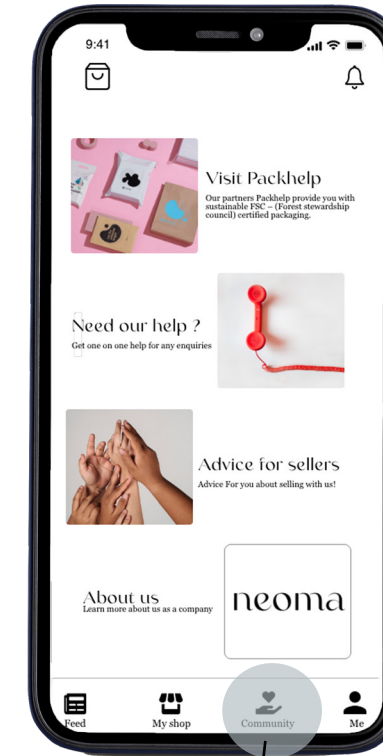 9:41
Visit Packhelp
Our partners Packhelp provide you with
sustainable FSC – (Forest stewardship
council) certified packaging.
Need our help ?
Get one on one help for any enquiries
Advice for sellers
Advice For you about selling with us!
About us
Learn more about us as a company
neoma
Feed
My shop
Community
Me